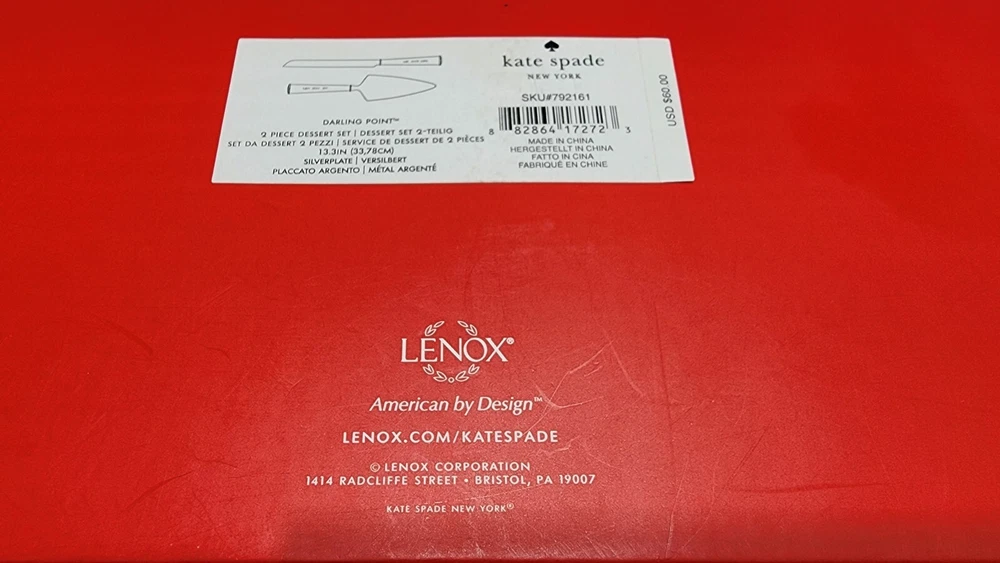 DARLING POINT™
2 PIECE DESSERT SET | DESSERT SET 2-TEILIG
SET DA DESSERT 2 PEZZI | SERVICE DE DESSERT DE 2 PIÈCES
13.3IN (33,78CM)
SILVERPLATE | VERSILBERT
PLACCATO ARGENTO | MÉTAL ARGENTÉ
kate spade
NEW YORK
SKU#792161
8 82864 17272 3
MADE IN CHINA
HERGESTELLT IN CHINA
FATTO IN CINA
FABRIQUÉ EN CHINE
USD $60.00
LENOX®
American by Design™
LENOX.COM/KATESPADE
© LENOX CORPORATION
1414 RADCLIFFE STREET • BRISTOL, PA 19007
KATE SPADE NEW YORK®